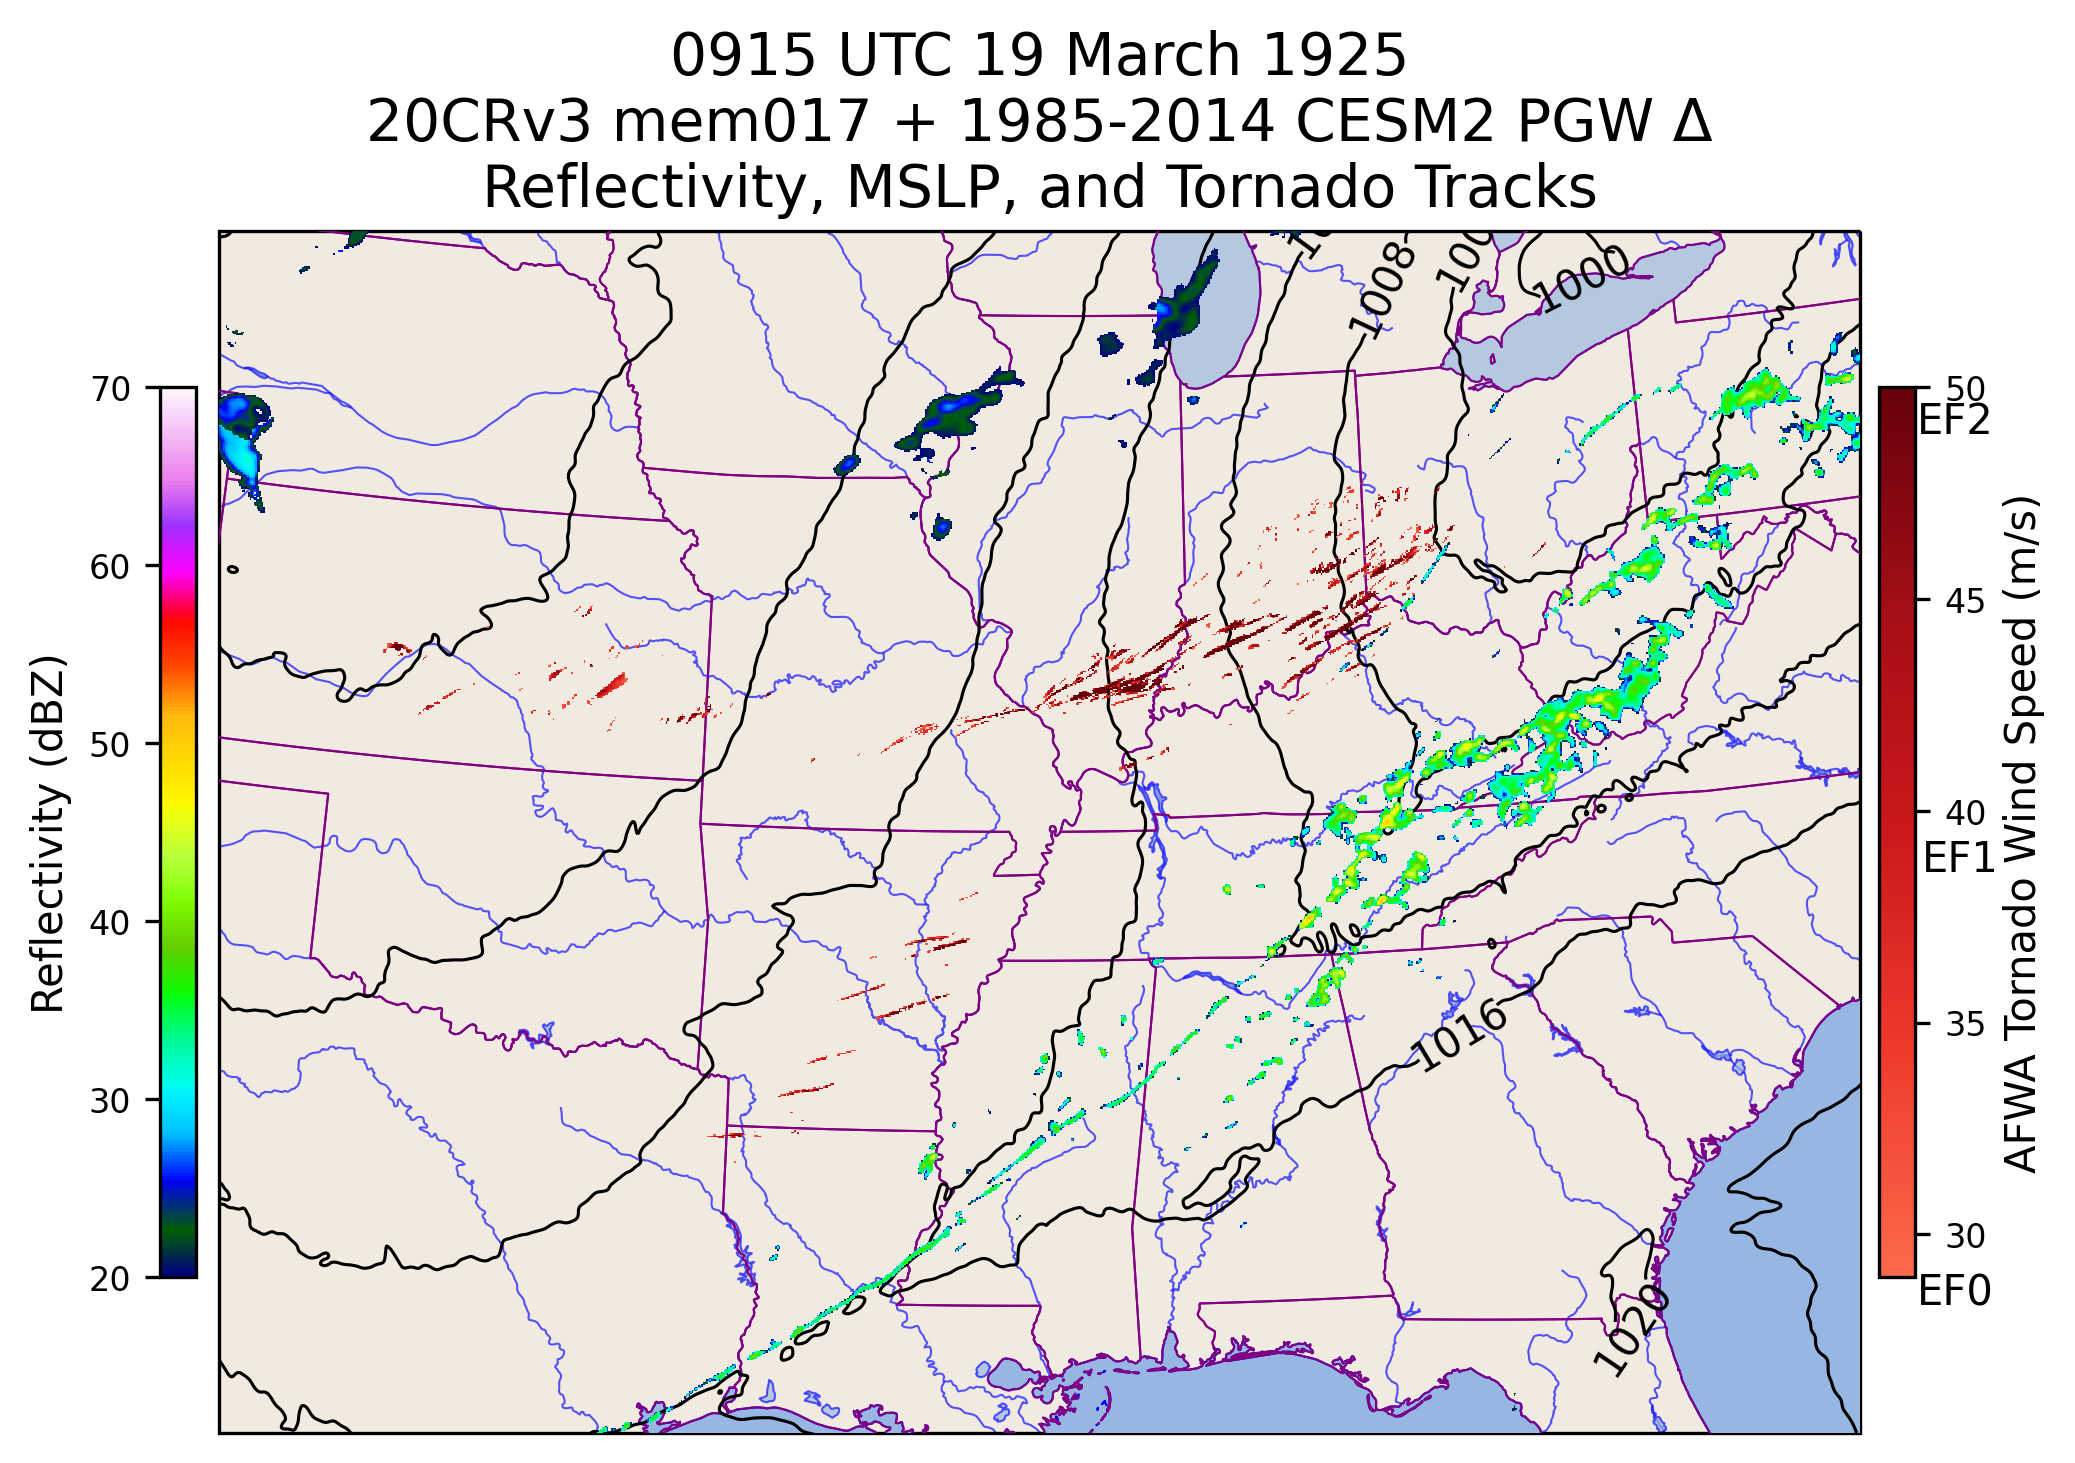 0915 UTC 19 March 1925
20CRv3 mem017 + 1985-2014 CESM2 PGW Δ
Reflectivity, MSLP, and Tornado Tracks
1008
1000
1016
1020
Reflectivity (dBZ)
70
60
50
40
30
20
50
EF2
45
40
EF1
35
30
EF0
AFWA Tornado Wind Speed (m/s)